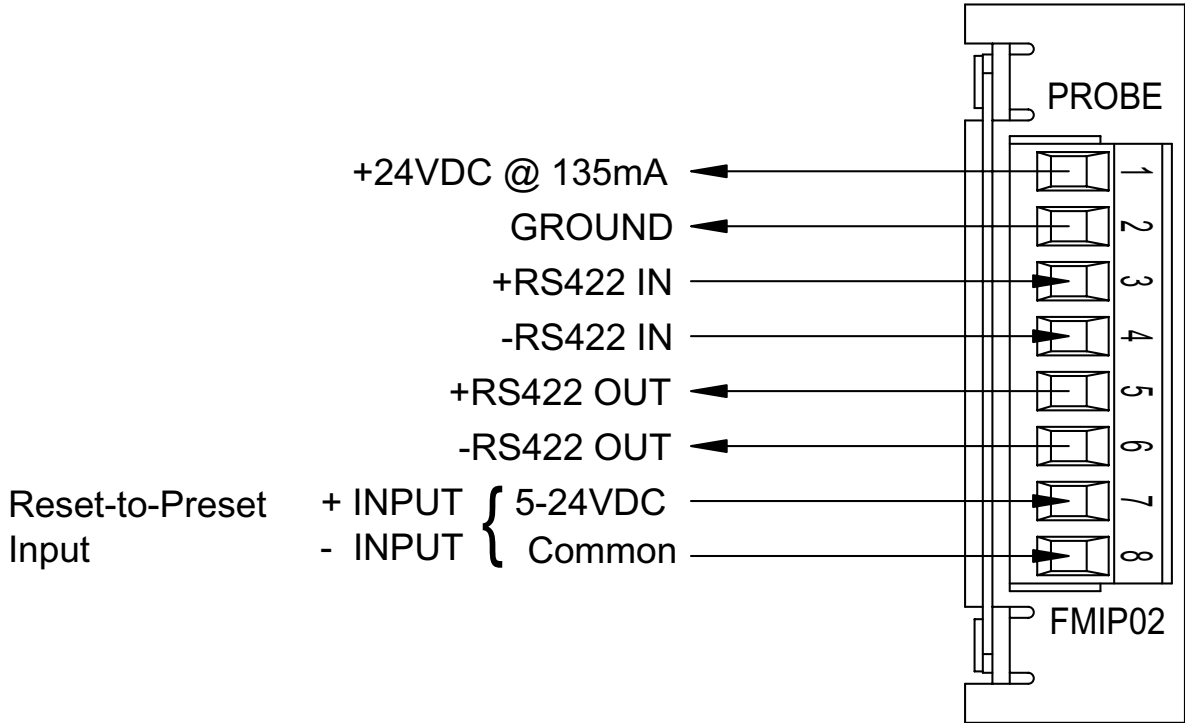 PROBE
+24VDC @ 135mA 1
GROUND 2
+RS422 IN 3
-RS422 IN 4
+RS422 OUT 5
-RS422 OUT 6
Reset-to-Preset + INPUT { 5-24VDC 7
Input - INPUT Common 8
FMIP02